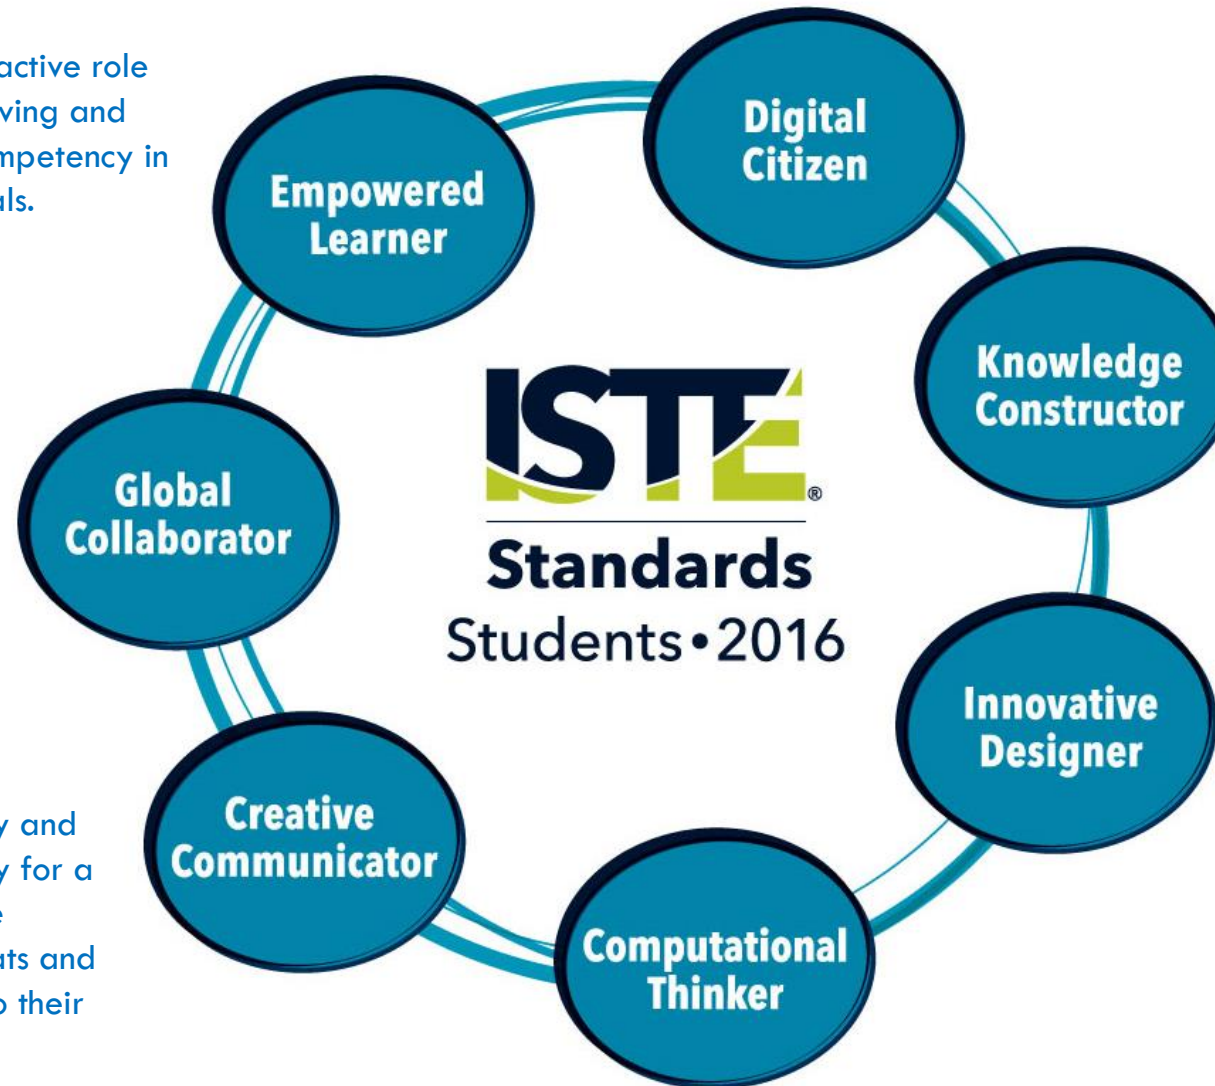 active role
ving and
mpetency in
als.
Digital
Citizen
Empowered
Learner
Knowledge
Constructor
Global
Collaborator
ISTE®
Standards
Students•2016
Innovative
Designer
Creative
Communicator
Computational
Thinker
y and
y for a
e
ats and
o their